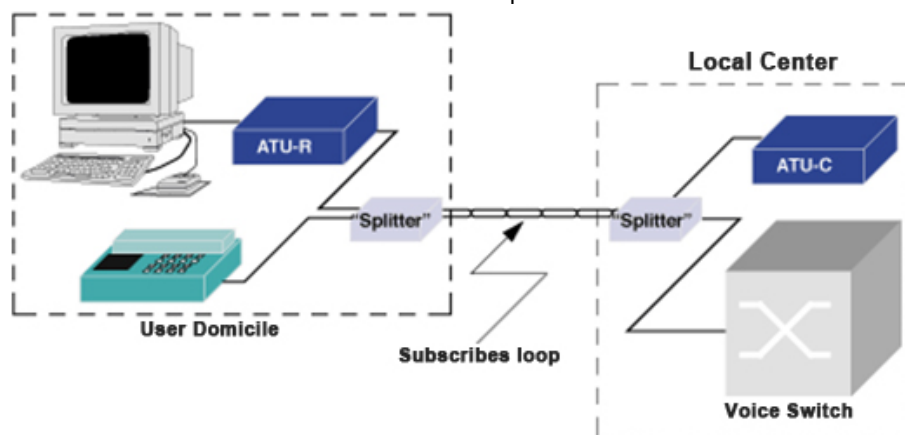 Local Center
ATU-R
ATU-C
"Splitter"
"Splitter"
User Domicile
Subscribes loop
Voice Switch